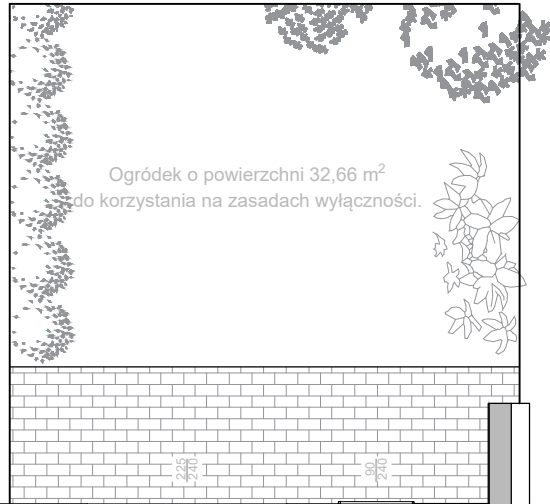 Ogródek o powierzchni 32,66 m²
do korzystania na zasadach wyłączności.
225
240
90
240